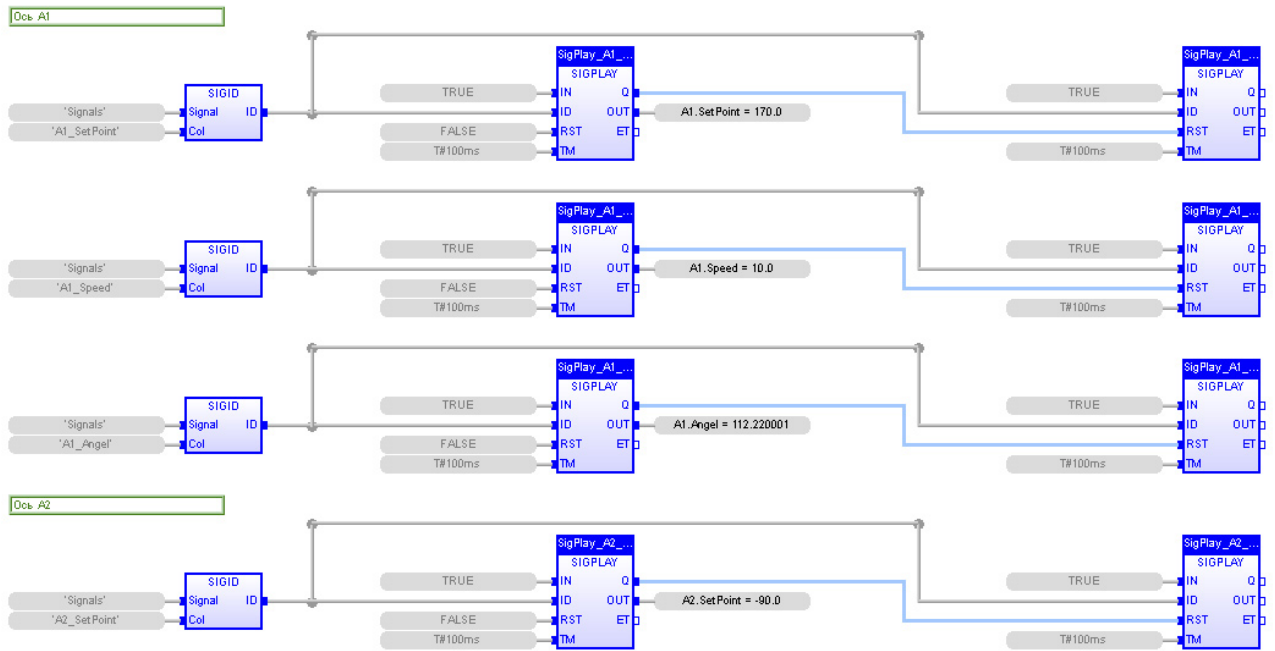 Ось A1
SigPlay_A1_... SigPlay_A1_...
SIGPLAY SIGPLAY
SIGID TRUE IN Q TRUE IN Q
'Signals' Signal ID ID OUT A1.SetPoint = 170.0 ID OUT
'A1_SetPoint' Col FALSE RST ET RST ET
T#100ms TM T#100ms TM
SigPlay_A1_... SigPlay_A1_...
SIGPLAY SIGPLAY
SIGID TRUE IN Q TRUE IN Q
'Signals' Signal ID ID OUT A1.Speed = 10.0 ID OUT
'A1_Speed' Col FALSE RST ET RST ET
T#100ms TM T#100ms TM
SigPlay_A1_... SigPlay_A1_...
SIGPLAY SIGPLAY
SIGID TRUE IN Q TRUE IN Q
'Signals' Signal ID ID OUT A1.Angel = 112.220001 ID OUT
'A1_Angel' Col FALSE RST ET RST ET
T#100ms TM T#100ms TM
Ось A2
SigPlay_A2_... SigPlay_A2_...
SIGPLAY SIGPLAY
SIGID TRUE IN Q TRUE IN Q
'Signals' Signal ID ID OUT A2.SetPoint = -90.0 ID OUT
'A2_SetPoint' Col FALSE RST ET RST ET
T#100ms TM T#100ms TM